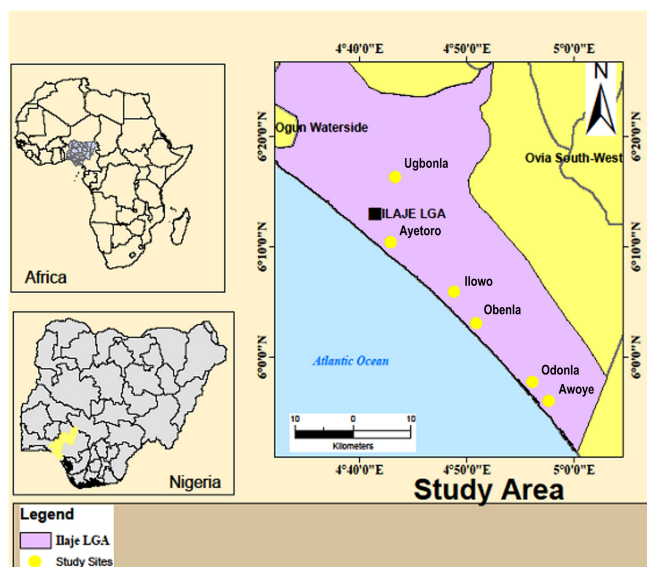 Africa
Nigeria
4°40'0"E
4°50'0"E
5°0'0"E
N
6°20'0"N
6°10'0"N
6°0'0"N
6°20'0"N
6°10'0"N
6°0'0"N
Ogun Waterside
Ovia South-West
Ugbonla
ILAJE LGA
Ayetoro
Ilowo
Obenla
Odonla
Awoye
Atlantic Ocean
10 0 10
Kilometers
4°40'0"E
4°50'0"E
5°0'0"E
Study Area
Legend
Ilaje LGA
Study Sites